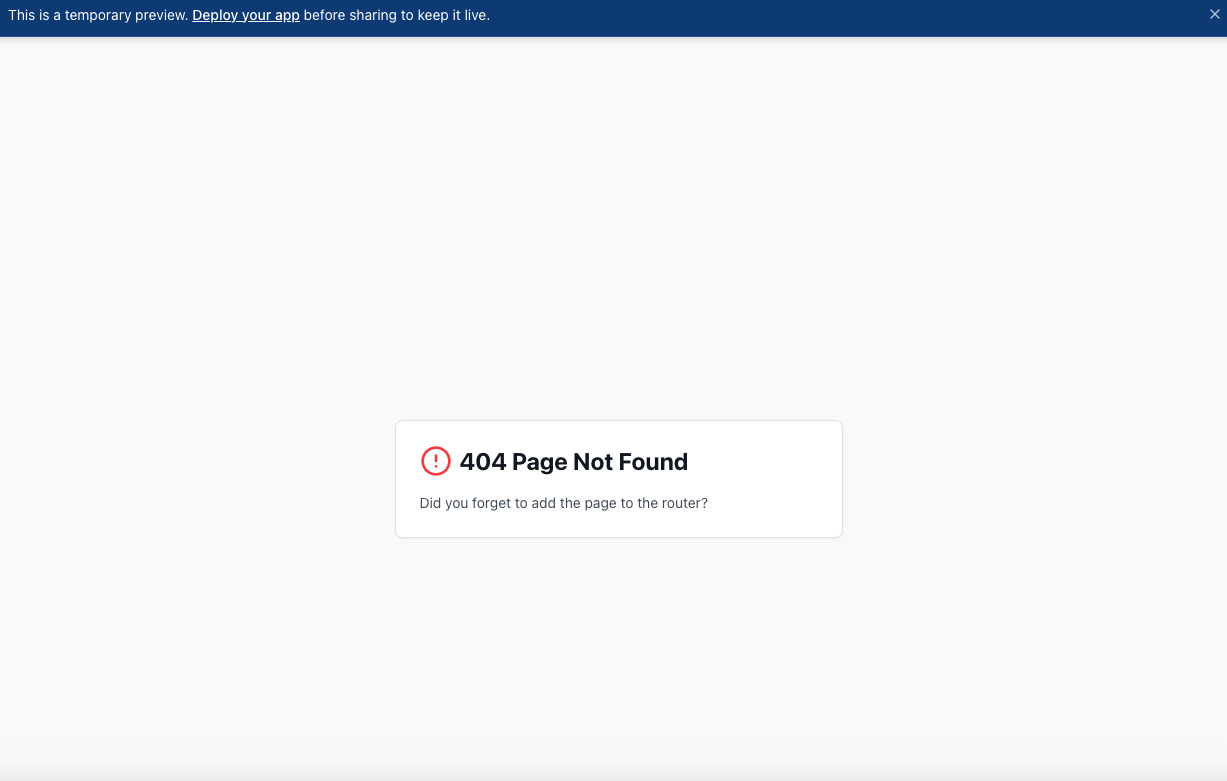 This is a temporary preview. Deploy your app before sharing to keep it live.
404 Page Not Found
Did you forget to add the page to the router?